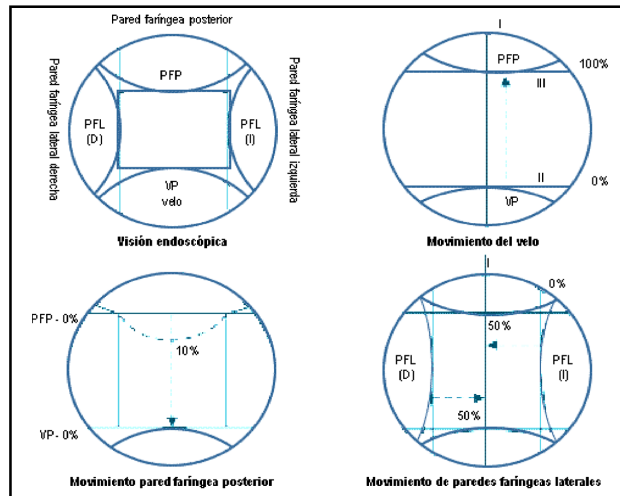 Pared faríngea posterior
Pared faríngea lateral derecha
PFP
PFL
(D)
PFL
(I)
Pared faríngea lateral izquierda
VP
velo
Visión endoscópica
I
PFP
100%
III
II
0%
VP
Movimiento del velo
PFP - 0%
10%
VP - 0%
Movimiento pared faríngea posterior
I
0%
50%
PFL
(D)
PFL
(I)
50%
Movimiento de paredes faríngeas laterales